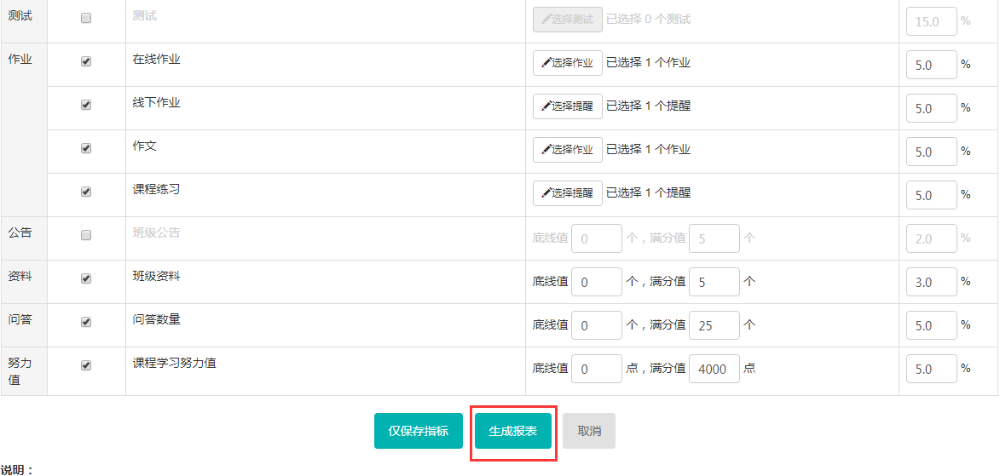 测试 测试 选择测试 已选择 0 个测试 15.0 %
作业 在线作业 选择作业 已选择 1 个作业 5.0 %
线下作业 选择提醒 已选择 1 个提醒 5.0 %
作文 选择作业 已选择 1 个作业 5.0 %
课程练习 选择提醒 已选择 1 个提醒 5.0 %
公告 班级公告 底线值 0 个，满分值 5 个 2.0 %
资料 班级资料 底线值 0 个，满分值 5 个 3.0 %
问答 问答数量 底线值 0 个，满分值 25 个 5.0 %
努力值 课程学习努力值 底线值 0 点，满分值 4000 点 5.0 %
仅保存指标 生成报表 取消
说明：